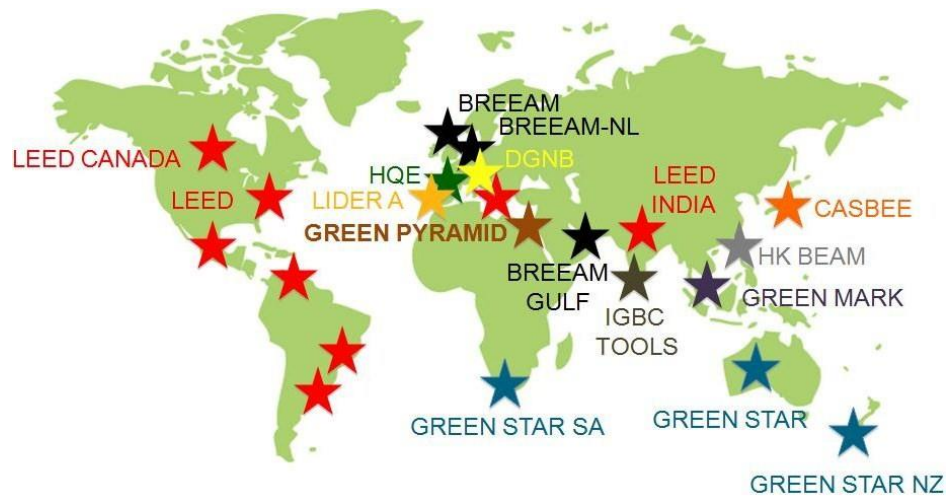 BREEAM
BREEAM-NL
LEED CANADA
DGNB
HQE
LEED
INDIA
LEED
LIDER A
CASBEE
GREEN PYRAMID
HK BEAM
BREEAM
GULF
GREEN MARK
IGBC
TOOLS
GREEN STAR SA
GREEN STAR
GREEN STAR NZ